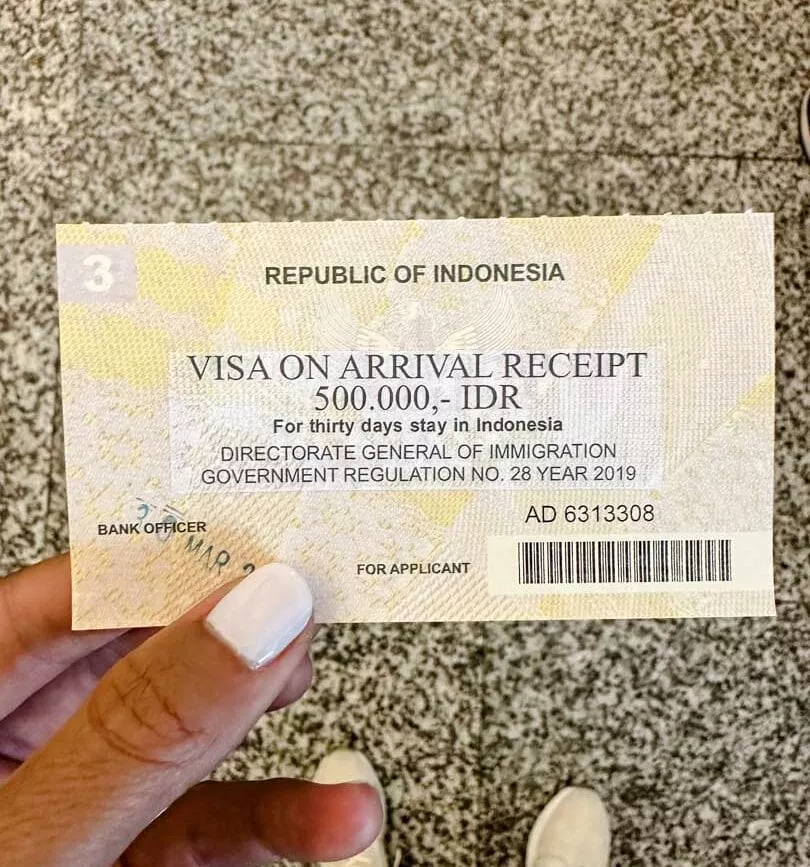 3
REPUBLIC OF INDONESIA
VISA ON ARRIVAL RECEIPT
500.000,- IDR
For thirty days stay in Indonesia
DIRECTORATE GENERAL OF IMMIGRATION
GOVERNMENT REGULATION NO. 28 YEAR 2019
AD 6313308
BANK OFFICER
MAR
FOR APPLICANT